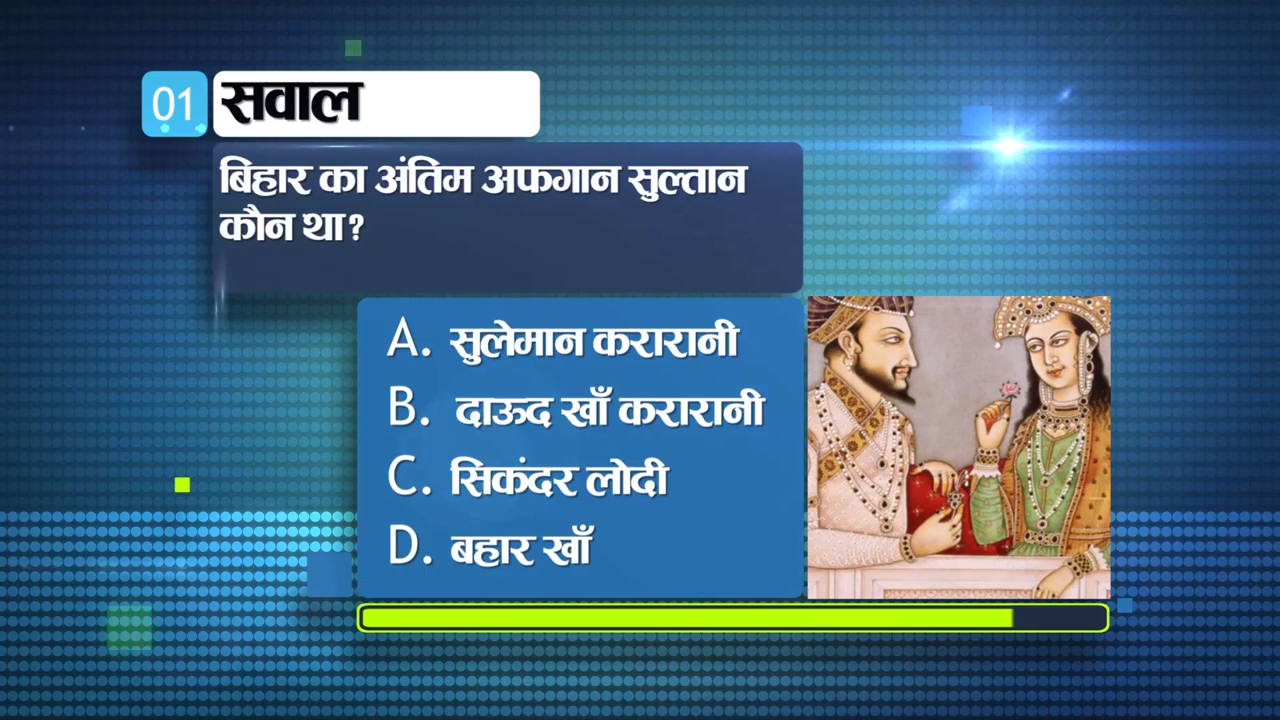 01 सवाल
बिहार का अंतिम अफगान सुल्तान
कौन था?
A. सुलेमान करारानी
B. दाऊद खाँ करारानी
C. सिकंदर लोदी
D. बहार खाँ